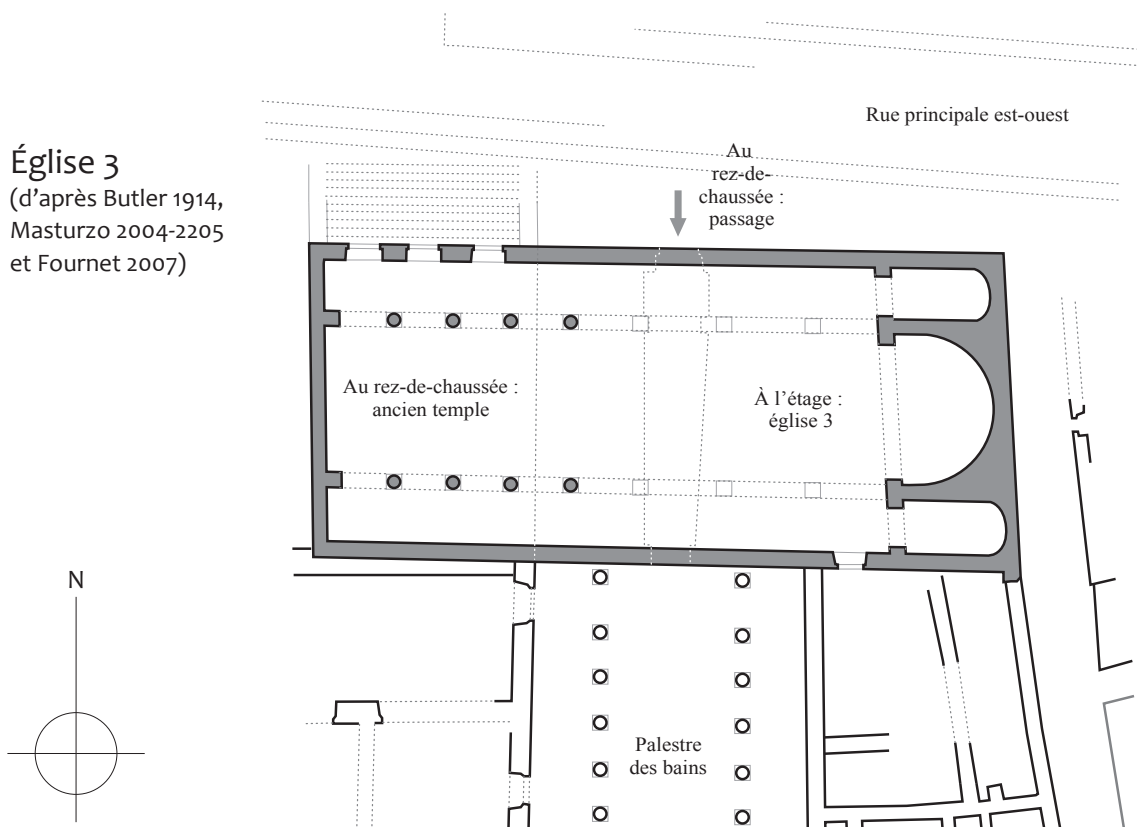 Rue principale est-ouest
Église 3
(d'après Butler 1914,
Masturzo 2004-2205
et Fournet 2007)
Au
rez-de-
chaussée :
passage
Au rez-de-chaussée :
ancien temple
À l'étage :
église 3
N
Palestre
des bains